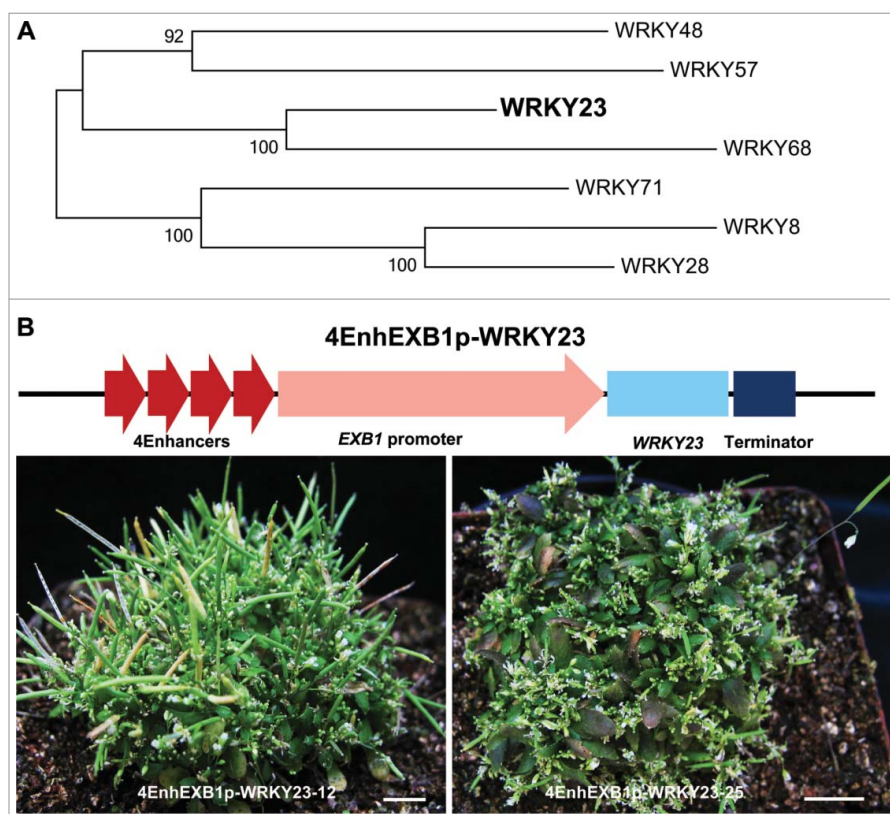 A
92
WRKY48
WRKY57
WRKY23
100
WRKY68
WRKY71
100
WRKY8
100
WRKY28
B
4EnhEXB1p-WRKY23
4Enhancers
EXB1 promoter
WRKY23
Terminator
4EnhEXB1p-WRKY23-12
4EnhEXB1p-WRKY23-25